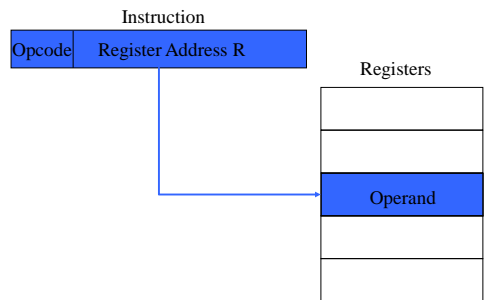 Instruction
Opcode Register Address R
Registers
Operand